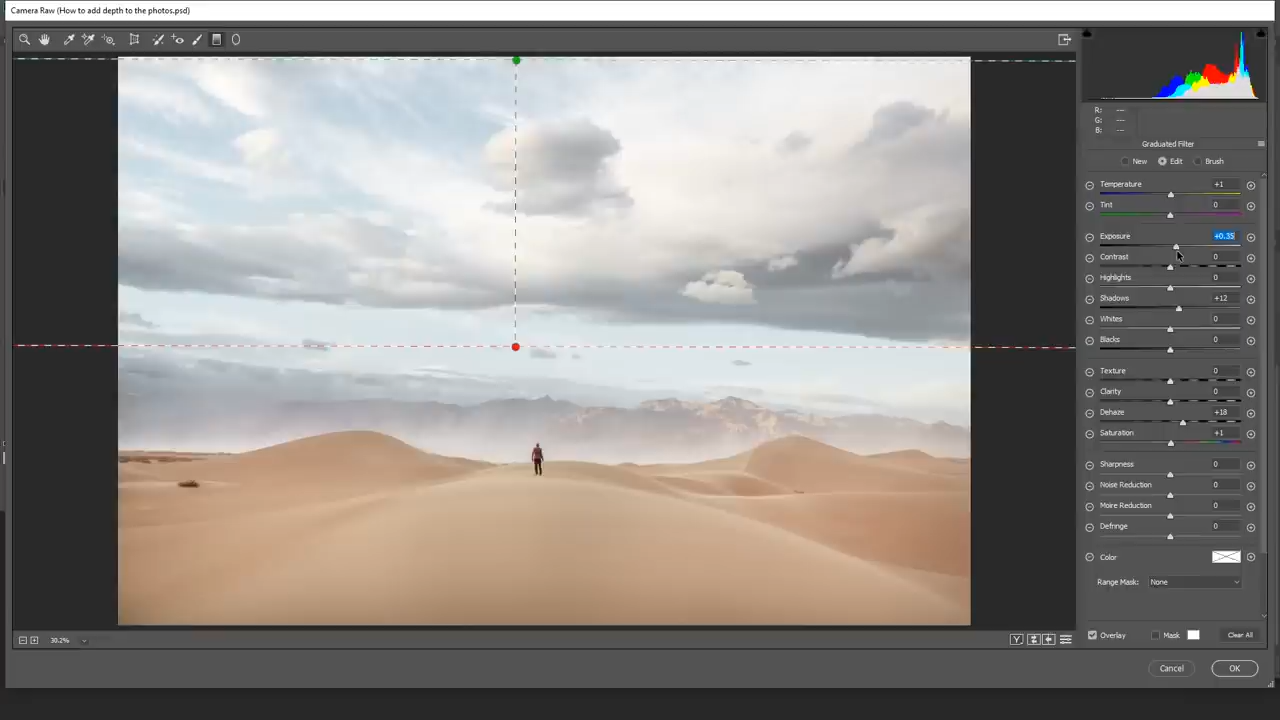 Camera Raw (How to add depth to the photos.psd)
R: ---
G: ---
B: ---
Graduated Filter
New Edit Brush
Temperature +1
Tint 0
Exposure +0.35
Contrast 0
Highlights 0
Shadows +12
Whites 0
Blacks 0
Texture 0
Clarity 0
Dehaze +18
Saturation +1
Sharpness 0
Noise Reduction 0
Moire Reduction 0
Defringe 0
Color
Range Mask: None
30.2% Y Overlay Mask Clear All
Cancel OK